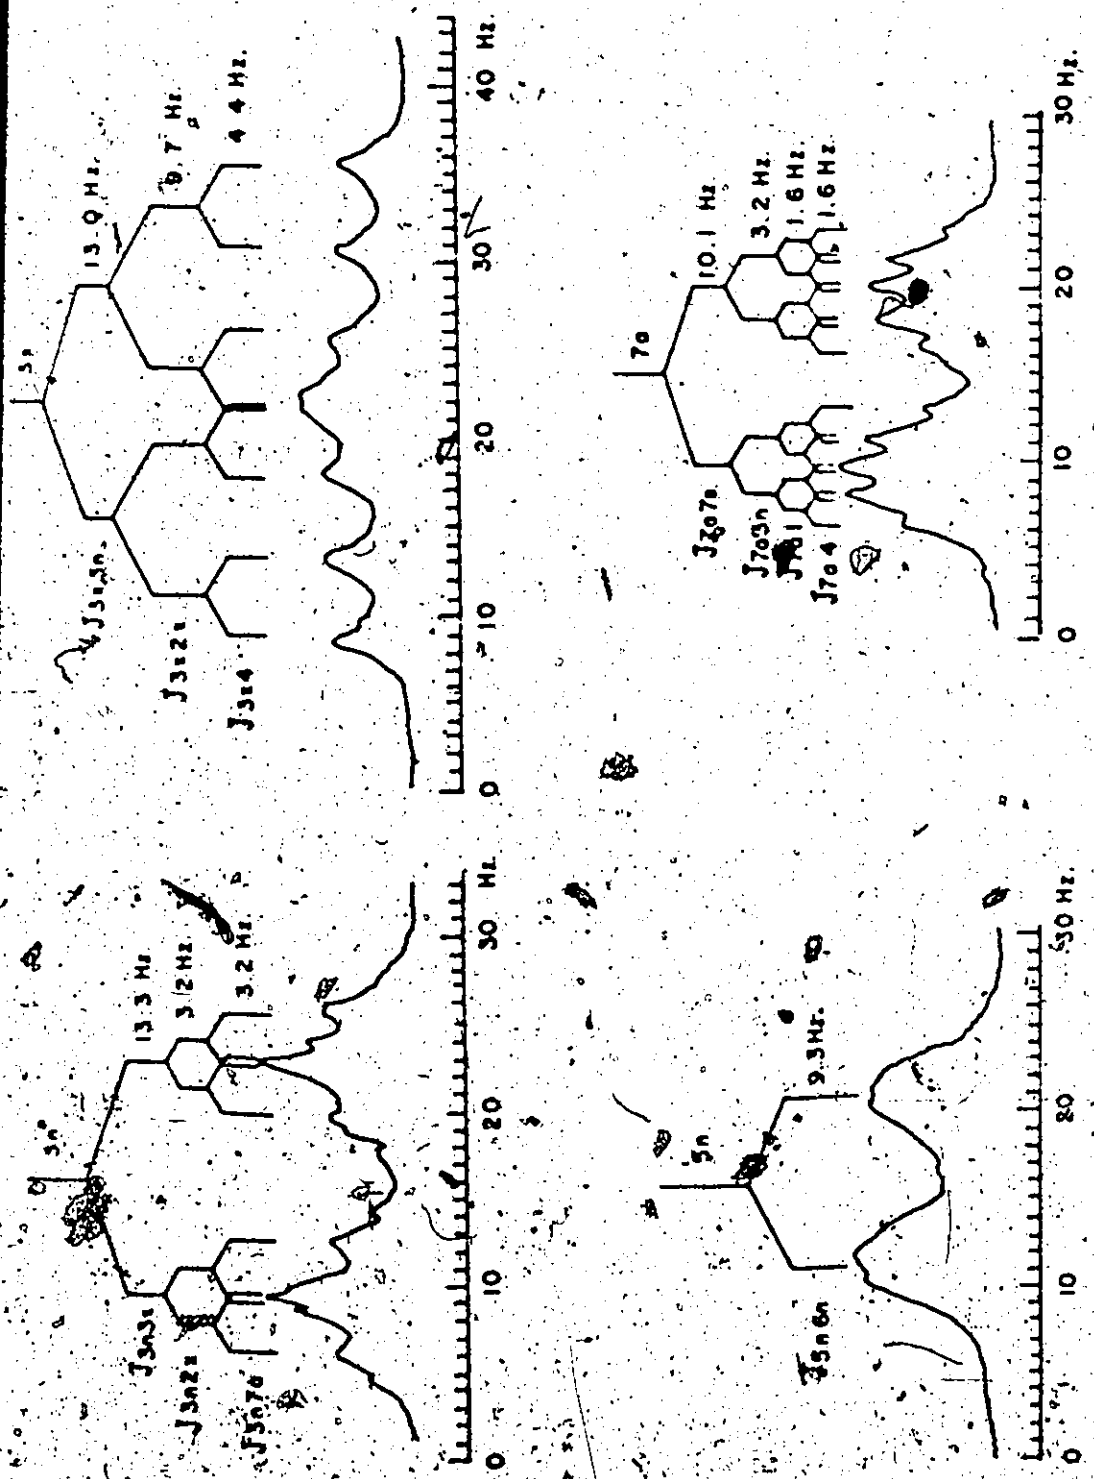 3n
J3n3x 13.3 Hz.
J3n2x 3.2 Hz.
J3n7a 3.2 Hz.
0 10 20 30 Hz.
J3x3n 13.0 Hz.
J3x2x 9.7 Hz.
J3x4 4.4 Hz.
0 10 20 30 40 Hz.
5n
J5n6n 9.3 Hz.
0 10 20 30 Hz.
7a
J7a7s 10.1 Hz
J7a3n 3.2 Hz.
J7a1 1.6 Hz.
J7a4 1.6 Hz.
0 10 20 30 Hz.